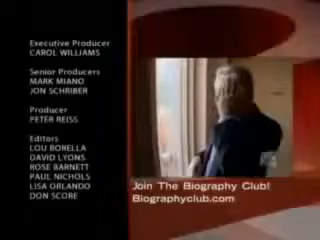 Executive Producer
CAROL WILLIAMS
Senior Producers
MARK MIANO
JON SCHRIBER
Producer
PETER REISS
Editors
LOU BORELLA
DAVID LYONS
ROSE BARNETT
PAUL NICHOLS
LISA ORLANDO
DON SCORE
Join The Biography Club!
Biographyclub.com